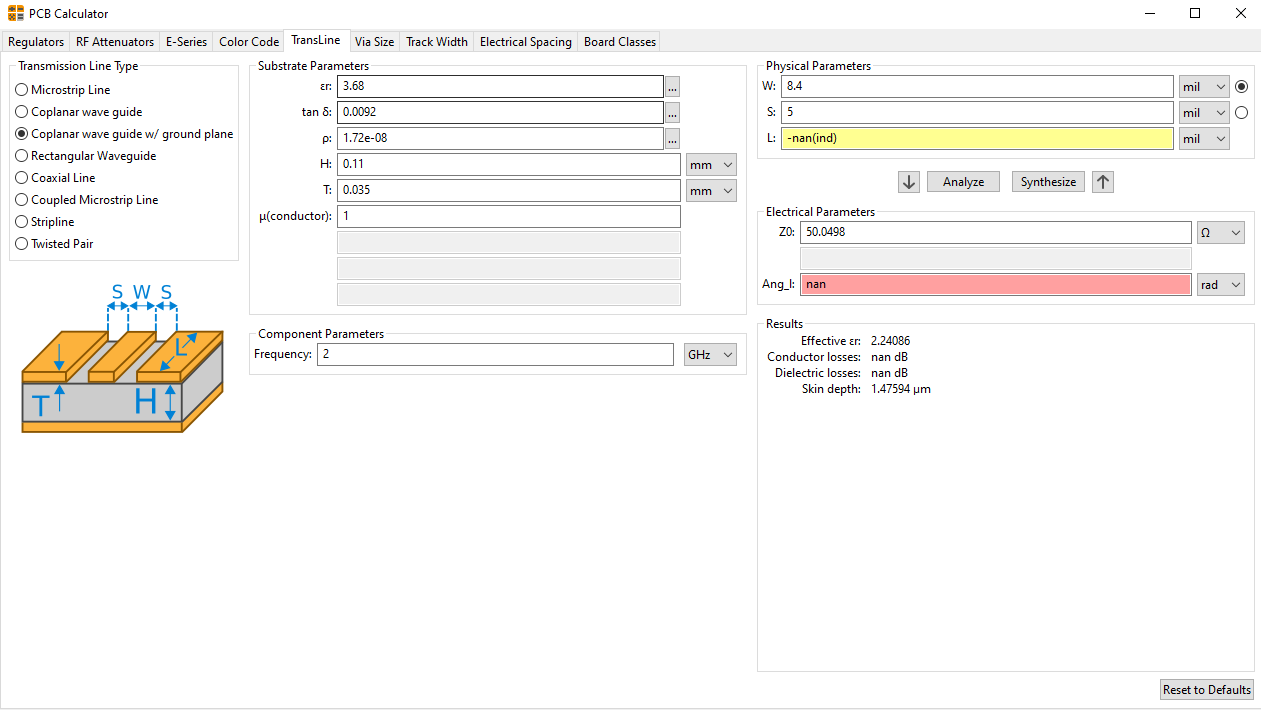 PCB Calculator
Regulators RF Attenuators E-Series Color Code TransLine Via Size Track Width Electrical Spacing Board Classes
Transmission Line Type
Microstrip Line
Coplanar wave guide
Coplanar wave guide w/ ground plane
Rectangular Waveguide
Coaxial Line
Coupled Microstrip Line
Stripline
Twisted Pair
S W S
L
T H
Substrate Parameters
εr: 3.68 ...
tan δ: 0.0092 ...
ρ: 1.72e-08 ...
H: 0.11 mm
T: 0.035 mm
μ(conductor): 1
Component Parameters
Frequency: 2 GHz
Physical Parameters
W: 8.4 mil
S: 5 mil
L: -nan(ind) mil
Analyze Synthesize
Electrical Parameters
Z0: 50.0498 Ω
Ang_l: nan rad
Results
Effective εr: 2.24086
Conductor losses: nan dB
Dielectric losses: nan dB
Skin depth: 1.47594 μm
Reset to Defaults